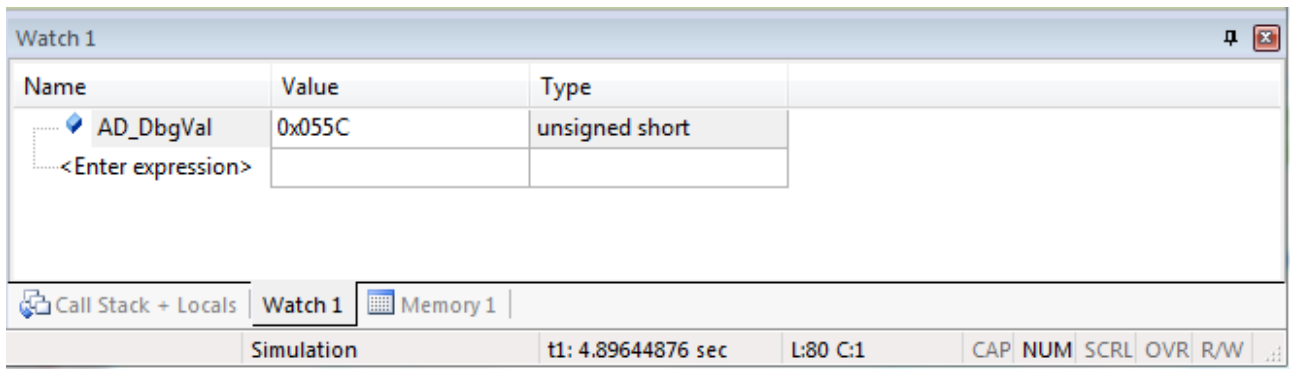 Watch 1
Name Value Type
AD_DbgVal 0x055C unsigned short
<Enter expression>
Call Stack + Locals Watch 1 Memory 1
Simulation t1: 4.89644876 sec L:80 C:1 CAP NUM SCRL OVR R/W